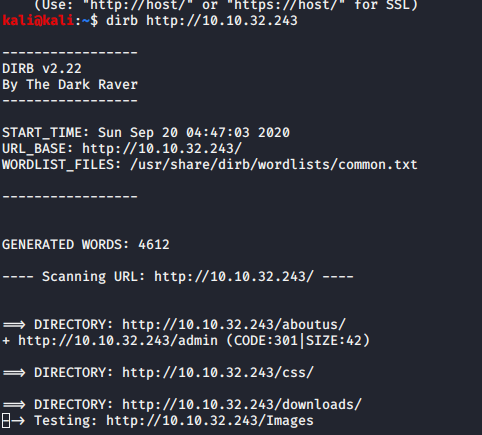 (Use: "http://host/" or "https://host/" for SSL)
kali@kali:~$ dirb http://10.10.32.243
-----------------
DIRB v2.22
By The Dark Raver
-----------------
START_TIME: Sun Sep 20 04:47:03 2020
URL_BASE: http://10.10.32.243/
WORDLIST_FILES: /usr/share/dirb/wordlists/common.txt
-----------------
GENERATED WORDS: 4612
---- Scanning URL: http://10.10.32.243/ ----
==> DIRECTORY: http://10.10.32.243/aboutus/
+ http://10.10.32.243/admin (CODE:301|SIZE:42)
==> DIRECTORY: http://10.10.32.243/css/
==> DIRECTORY: http://10.10.32.243/downloads/
--> Testing: http://10.10.32.243/Images